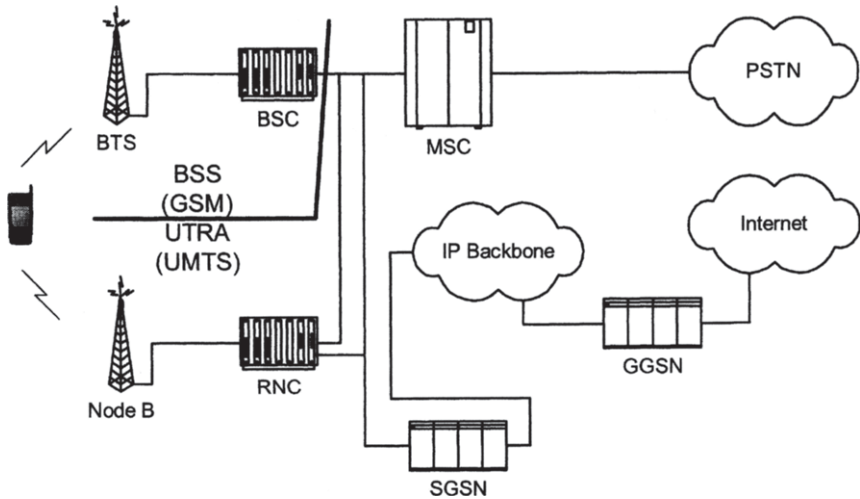 BTS
BSC
MSC
PSTN
BSS
(GSM)
UTRA
(UMTS)
IP Backbone
Internet
Node B
RNC
GGSN
SGSN